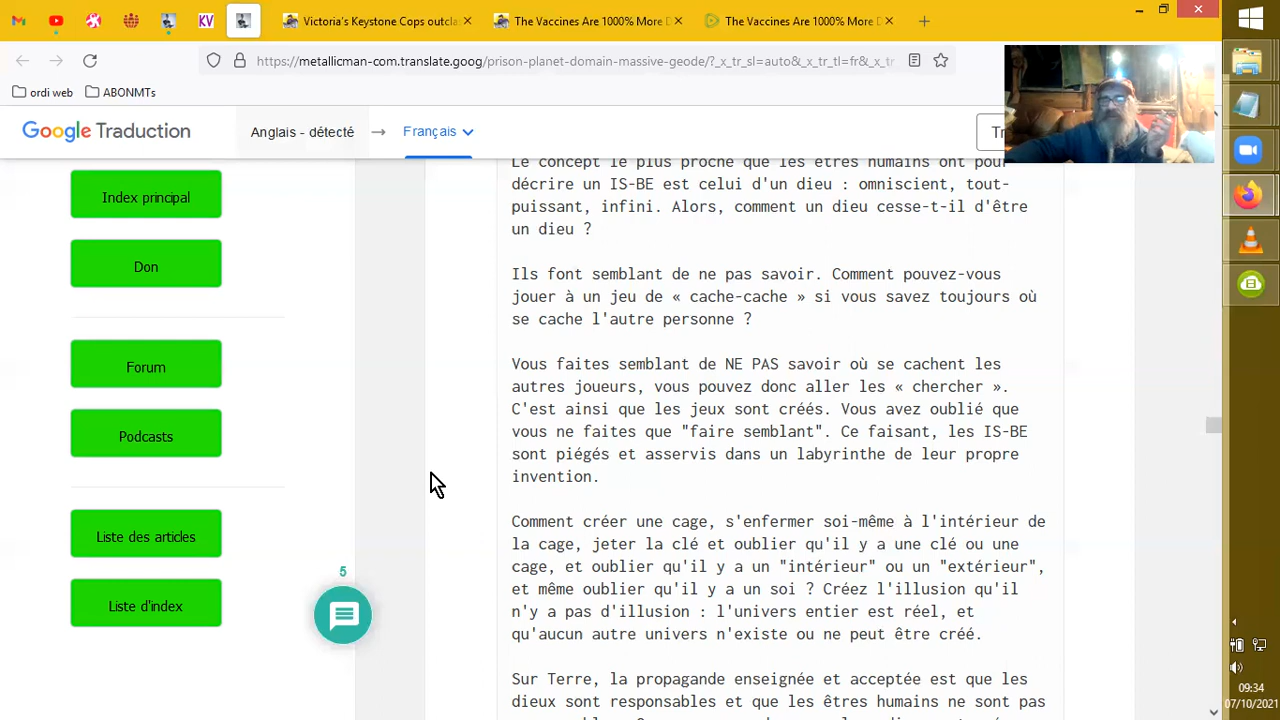 Victoria's Keystone Cops outcla
The Vaccines Are 1000% More D
The Vaccines Are 1000% More D
https://metallicman-com.translate.goog/prison-planet-domain-massive-geode/?_x_tr_sl=auto&_x_tr_tl=fr&_x_tr
ordi web
ABONMTs
Google Traduction
Anglais - détecté
Français
Tr
Index principal
Don
Forum
Podcasts
Liste des articles
Liste d'index
5
Le concept le plus proche que les êtres humains ont pour
décrire un IS-BE est celui d'un dieu : omniscient, tout-
puissant, infini. Alors, comment un dieu cesse-t-il d'être
un dieu ?
Ils font semblant de ne pas savoir. Comment pouvez-vous
jouer à un jeu de « cache-cache » si vous savez toujours où
se cache l'autre personne ?
Vous faites semblant de NE PAS savoir où se cachent les
autres joueurs, vous pouvez donc aller les « chercher ».
C'est ainsi que les jeux sont créés. Vous avez oublié que
vous ne faites que "faire semblant". Ce faisant, les IS-BE
sont piégés et asservis dans un labyrinthe de leur propre
invention.
Comment créer une cage, s'enfermer soi-même à l'intérieur de
la cage, jeter la clé et oublier qu'il y a une clé ou une
cage, et oublier qu'il y a un "intérieur" ou un "extérieur",
et même oublier qu'il y a un soi ? Créez l'illusion qu'il
n'y a pas d'illusion : l'univers entier est réel, et
qu'aucun autre univers n'existe ou ne peut être créé.
Sur Terre, la propagande enseignée et acceptée est que les
dieux sont responsables et que les êtres humains ne sont pas
09:34
07/10/2021